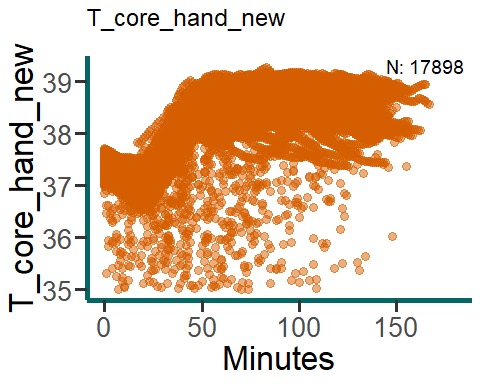 T_core_hand_new
N: 17898
T_core_hand_new
39
38
37
36
35
0 50 100 150
Minutes